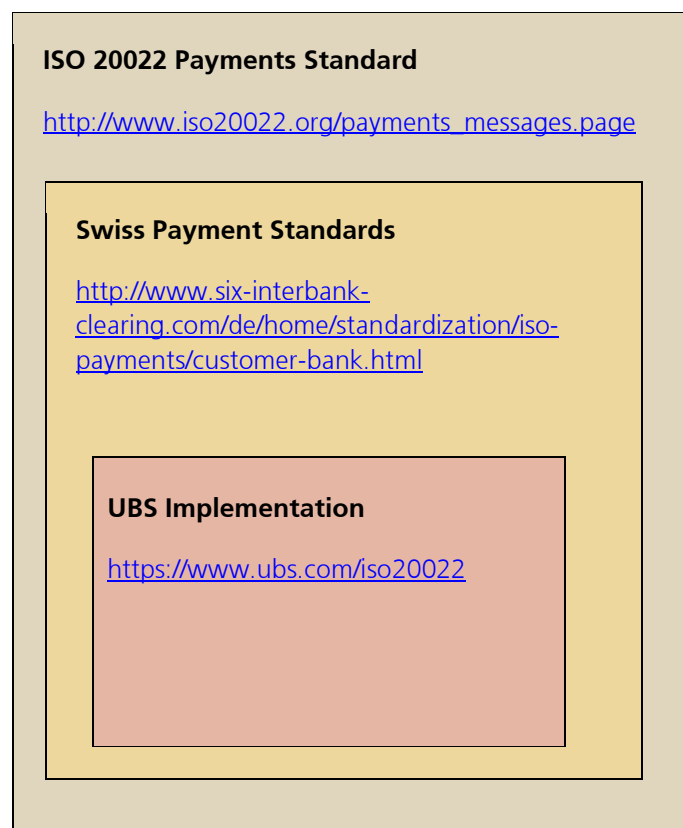 ISO 20022 Payments Standard
http://www.iso20022.org/payments_messages.page
Swiss Payment Standards
http://www.six-interbank-
clearing.com/de/home/standardization/iso-
payments/customer-bank.html
UBS Implementation
https://www.ubs.com/iso20022